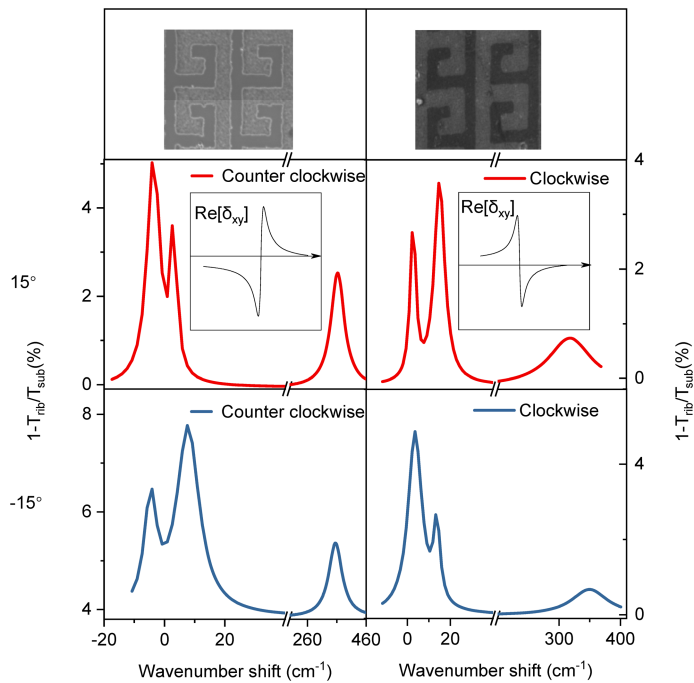 Counter clockwise
Clockwise
Re[δxy]
Re[δxy]
4
2
0
4
2
0
15°
1-Trib/Tsub(%)
1-Trib/Tsub(%)
Counter clockwise
Clockwise
8
6
4
4
0
-15°
-20 0 20 260 460 0 20 300 400
Wavenumber shift (cm-1)
Wavenumber shift (cm-1)